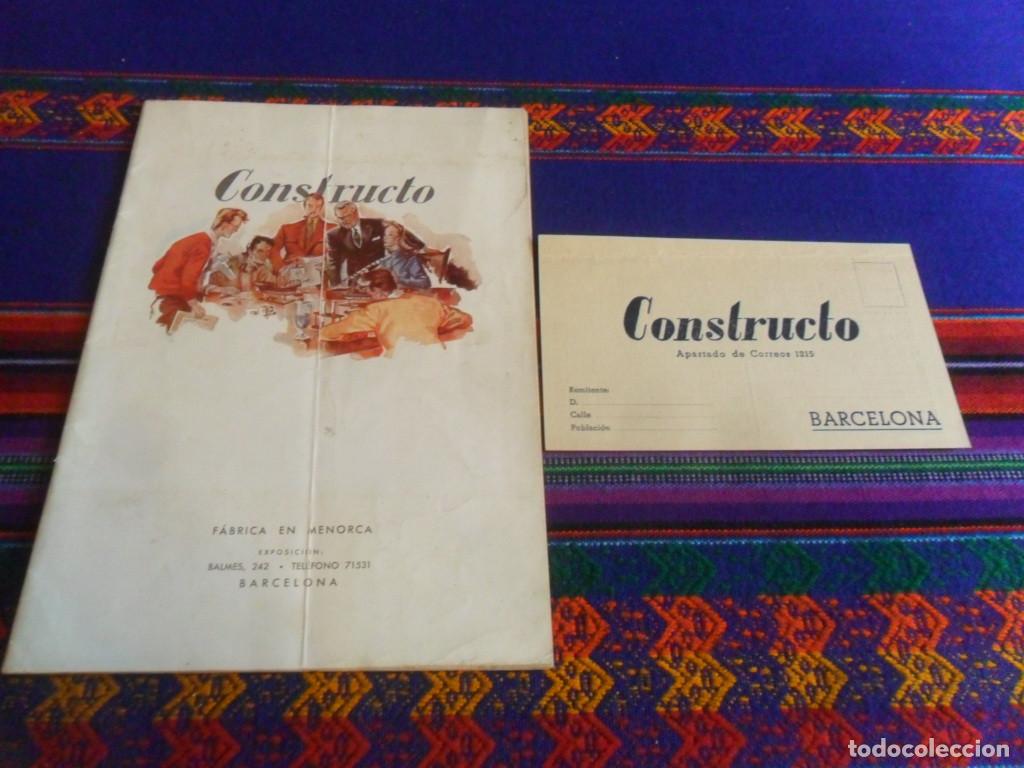 Constructo
FÁBRICA EN MENORCA
EXPOSICIÓN:
BALMES, 242 • TELÉFONO 71531
BARCELONA
Constructo
Apartado de Correos 1215
Remitente:
D.
Calle
Población
BARCELONA
todocoleccion